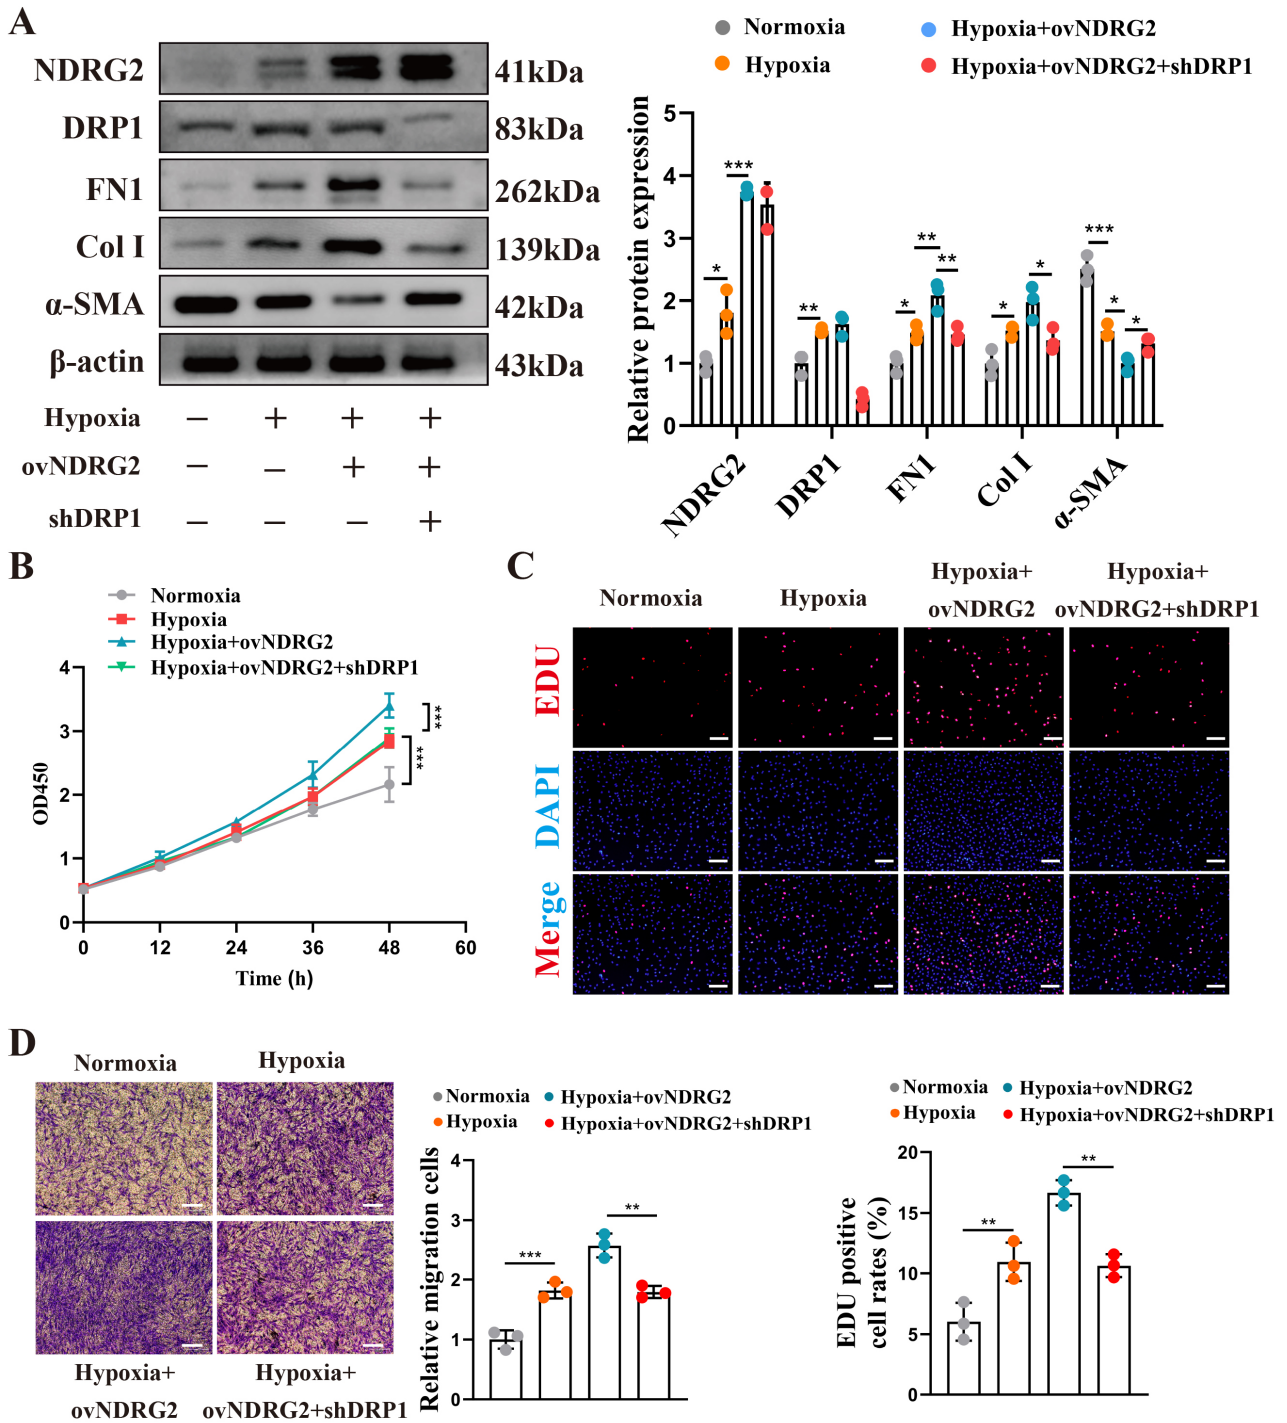 A
NDRG2
41kDa
DRP1
83kDa
FN1
262kDa
Col I
139kDa
α-SMA
42kDa
β-actin
43kDa
Hypoxia − + + +
ovNDRG2 − − + +
shDRP1 − − − +
Normoxia
Hypoxia+ovNDRG2
Hypoxia
Hypoxia+ovNDRG2+shDRP1
Relative protein expression
5
4
3
2
1
0
*
***
**
*
**
**
*
*
***
*
*
NDRG2
DRP1
FN1
Col I
α-SMA
B
Normoxia
Hypoxia
Hypoxia+ovNDRG2
Hypoxia+ovNDRG2+shDRP1
OD450
4
3
2
1
0
***
***
0 12 24 36 48 60
Time (h)
C
Normoxia
Hypoxia
Hypoxia+
ovNDRG2
Hypoxia+
ovNDRG2+shDRP1
EDU
DAPI
Merge
D
Normoxia
Hypoxia
Hypoxia+
ovNDRG2
Hypoxia+
ovNDRG2+shDRP1
Normoxia
Hypoxia+ovNDRG2
Hypoxia
Hypoxia+ovNDRG2+shDRP1
Relative migration cells
4
3
2
1
0
***
**
Normoxia
Hypoxia+ovNDRG2
Hypoxia
Hypoxia+ovNDRG2+shDRP1
EDU positive
cell rates (%)
20
15
10
5
0
**
**